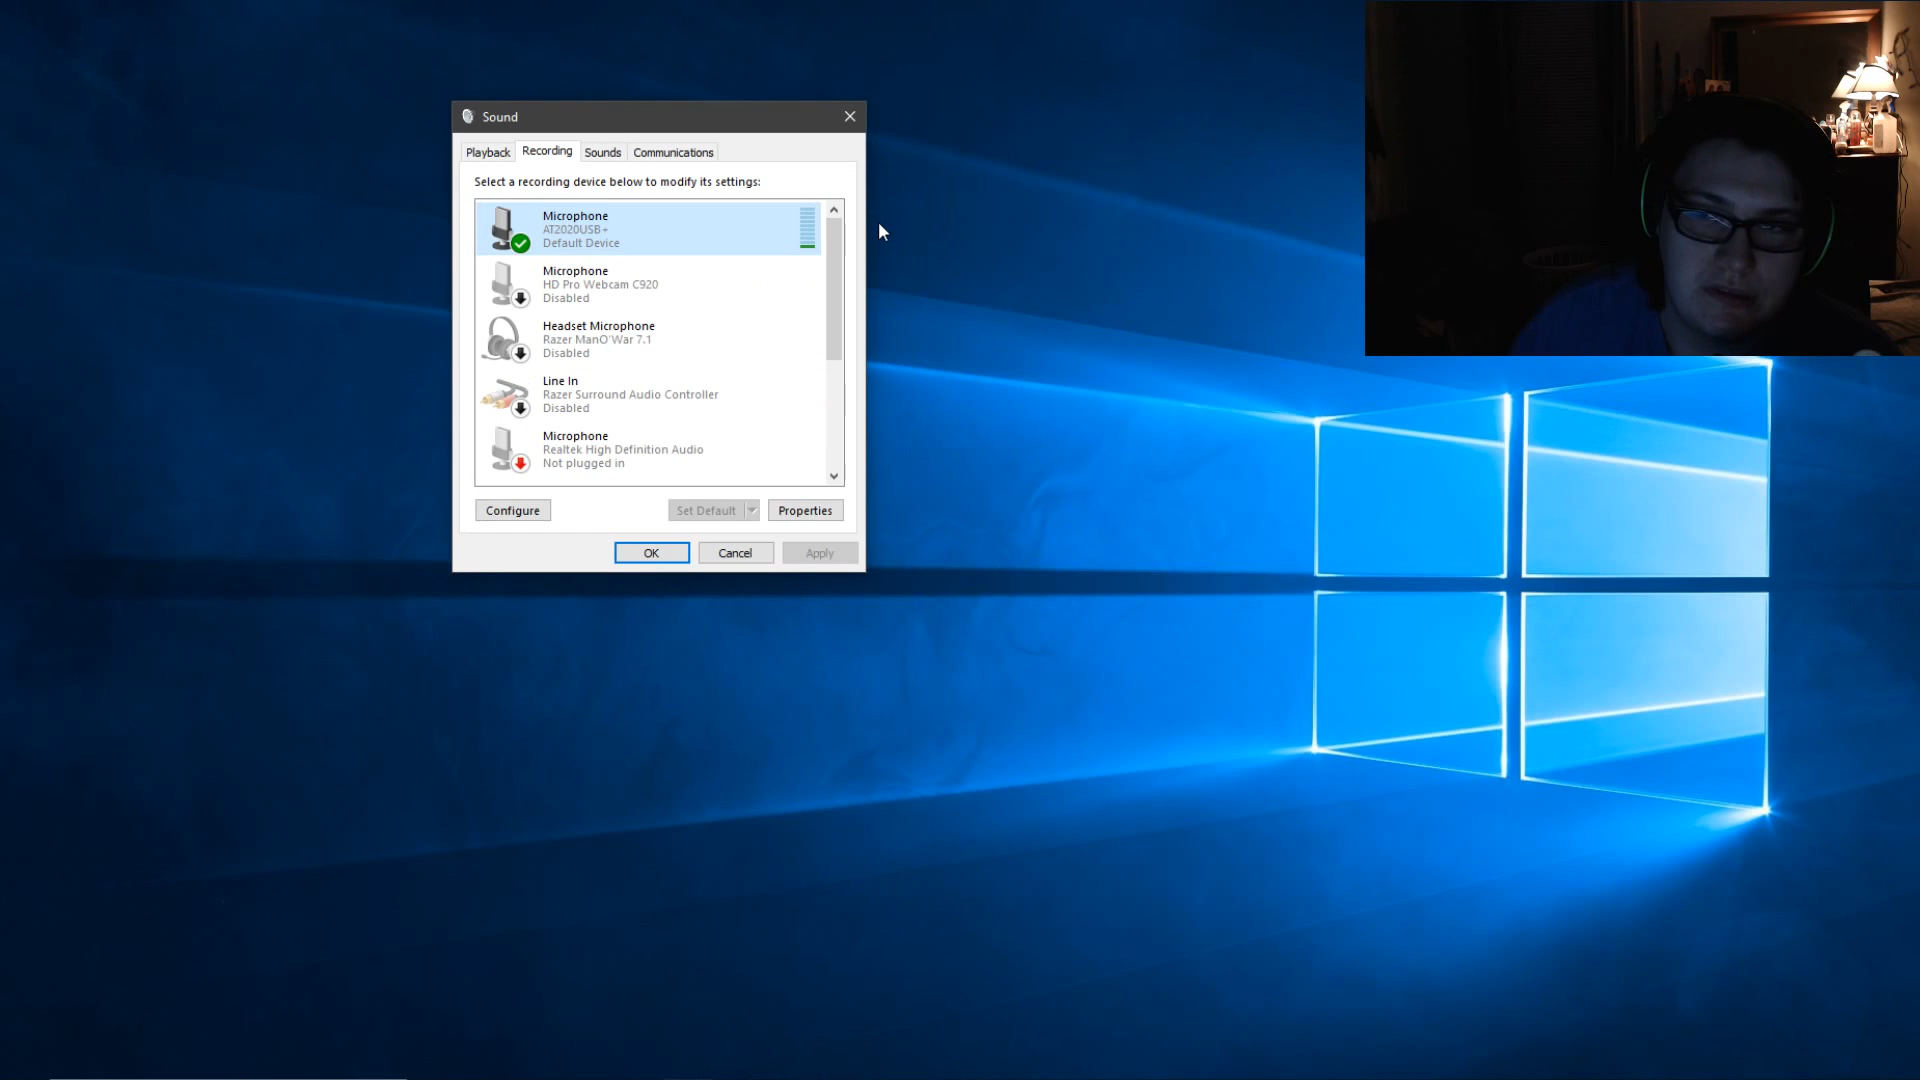 Sound
Playback Recording Sounds Communications
Select a recording device below to modify its settings:
Microphone
AT2020USB+
Default Device
Microphone
HD Pro Webcam C920
Disabled
Headset Microphone
Razer ManO'War 7.1
Disabled
Line In
Razer Surround Audio Controller
Disabled
Microphone
Realtek High Definition Audio
Not plugged in
Configure Set Default Properties
OK Cancel Apply